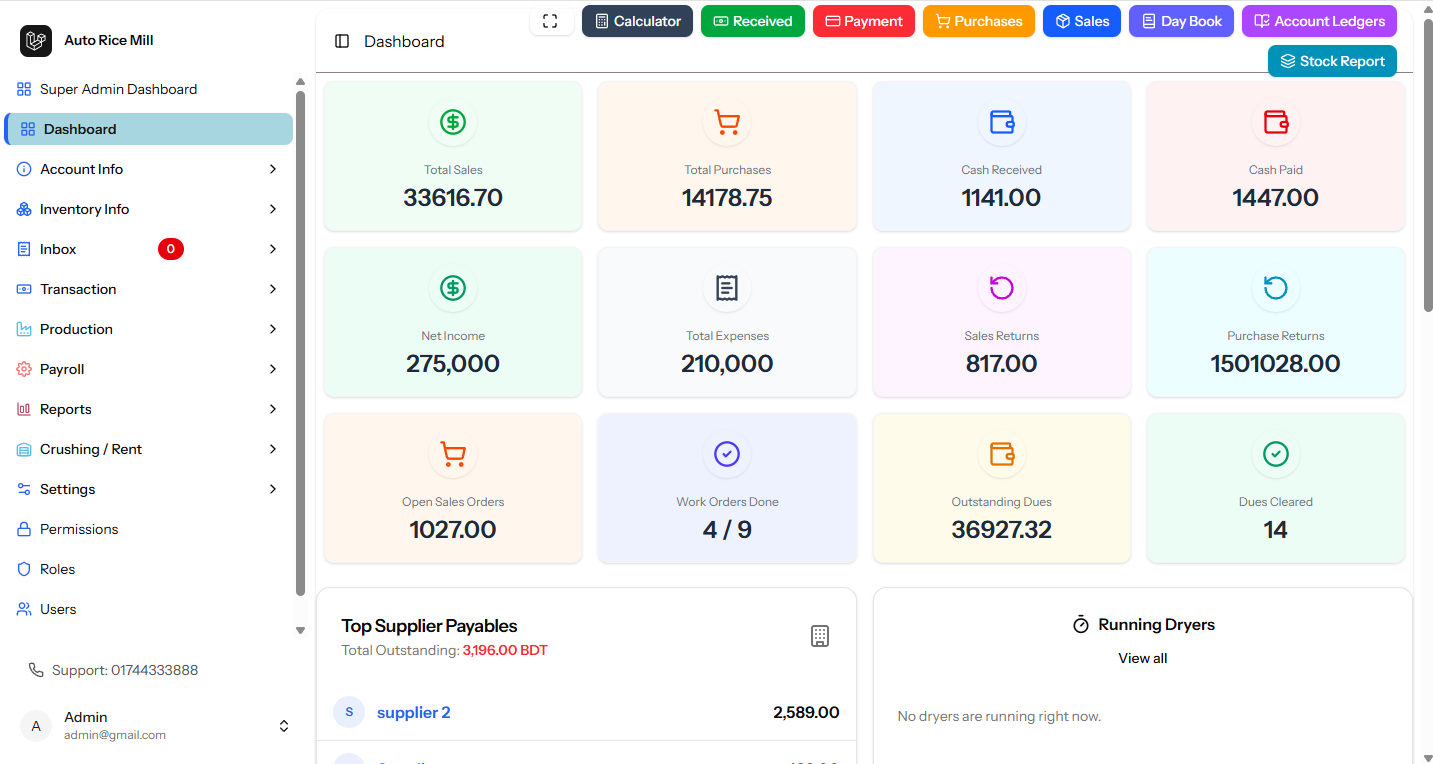 Auto Rice Mill
Super Admin Dashboard
Dashboard
Account Info
Inventory Info
Inbox 0
Transaction
Production
Payroll
Reports
Crushing / Rent
Settings
Permissions
Roles
Users
Support: 01744333888
A
Admin
admin@gmail.com
Dashboard
Calculator Received Payment Purchases Sales Day Book Account Ledgers
Stock Report
Total Sales
33616.70
Total Purchases
14178.75
Cash Received
1141.00
Cash Paid
1447.00
Net Income
275,000
Total Expenses
210,000
Sales Returns
817.00
Purchase Returns
1501028.00
Open Sales Orders
1027.00
Work Orders Done
4 / 9
Outstanding Dues
36927.32
Dues Cleared
14
Top Supplier Payables
Total Outstanding: 3,196.00 BDT
S supplier 2 2,589.00
Running Dryers
View all
No dryers are running right now.